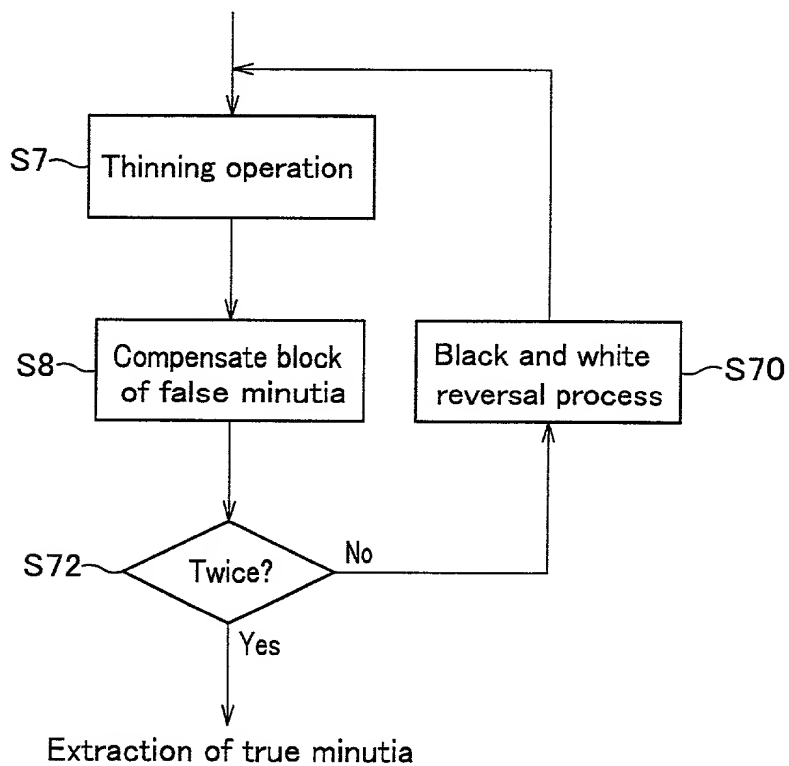 S7
Thinning operation
S8
Compensate block
of false minutia
Black and white
reversal process
S70
S72
Twice?
No
Yes
Extraction of true minutia